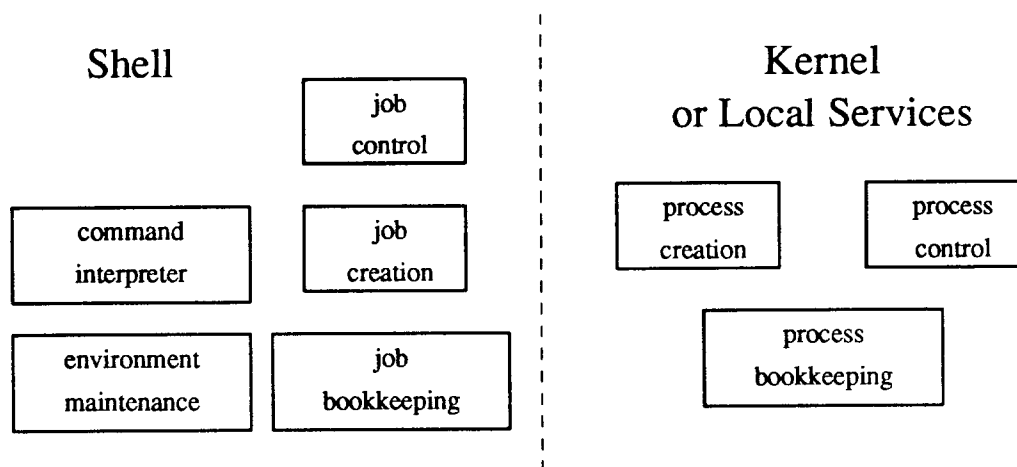 Shell
job
control
command
interpreter
job
creation
environment
maintenance
job
bookkeeping
Kernel
or Local Services
process
creation
process
control
process
bookkeeping